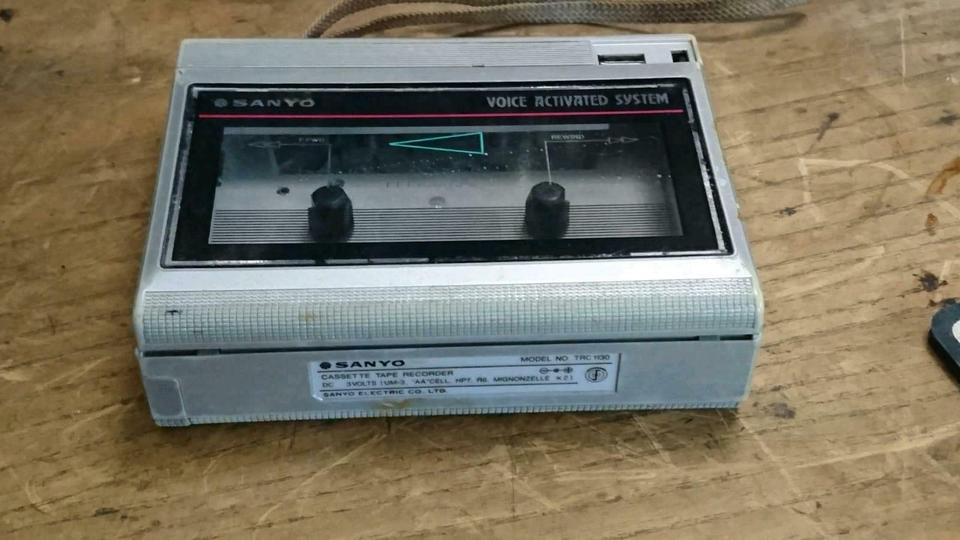 SANYO VOICE ACTIVATED SYSTEM
F.FWD REWIND
SANYO MODEL NO. TRC 1130
CASSETTE TAPE RECORDER
DC 3VOLTS (UM-3, "AA"CELL, HP7, R6, MIGNONZELLE ×2)
SANYO ELECTRIC CO., LTD.